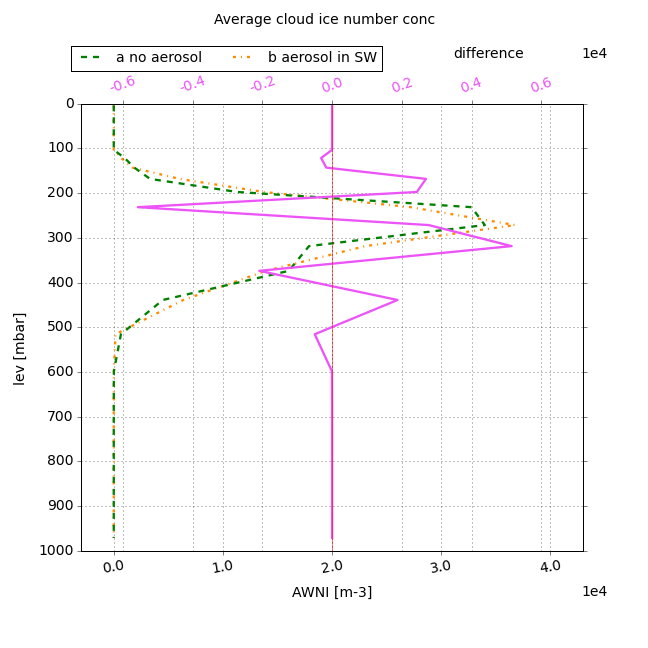 Average cloud ice number conc
a no aerosol b aerosol in SW difference 1e4
-0.6 -0.4 -0.2 0.0 0.2 0.4 0.6
0
100
200
300
400
500
600
700
800
900
1000
lev [mbar]
0.0 1.0 2.0 3.0 4.0
AWNI [m-3] 1e4